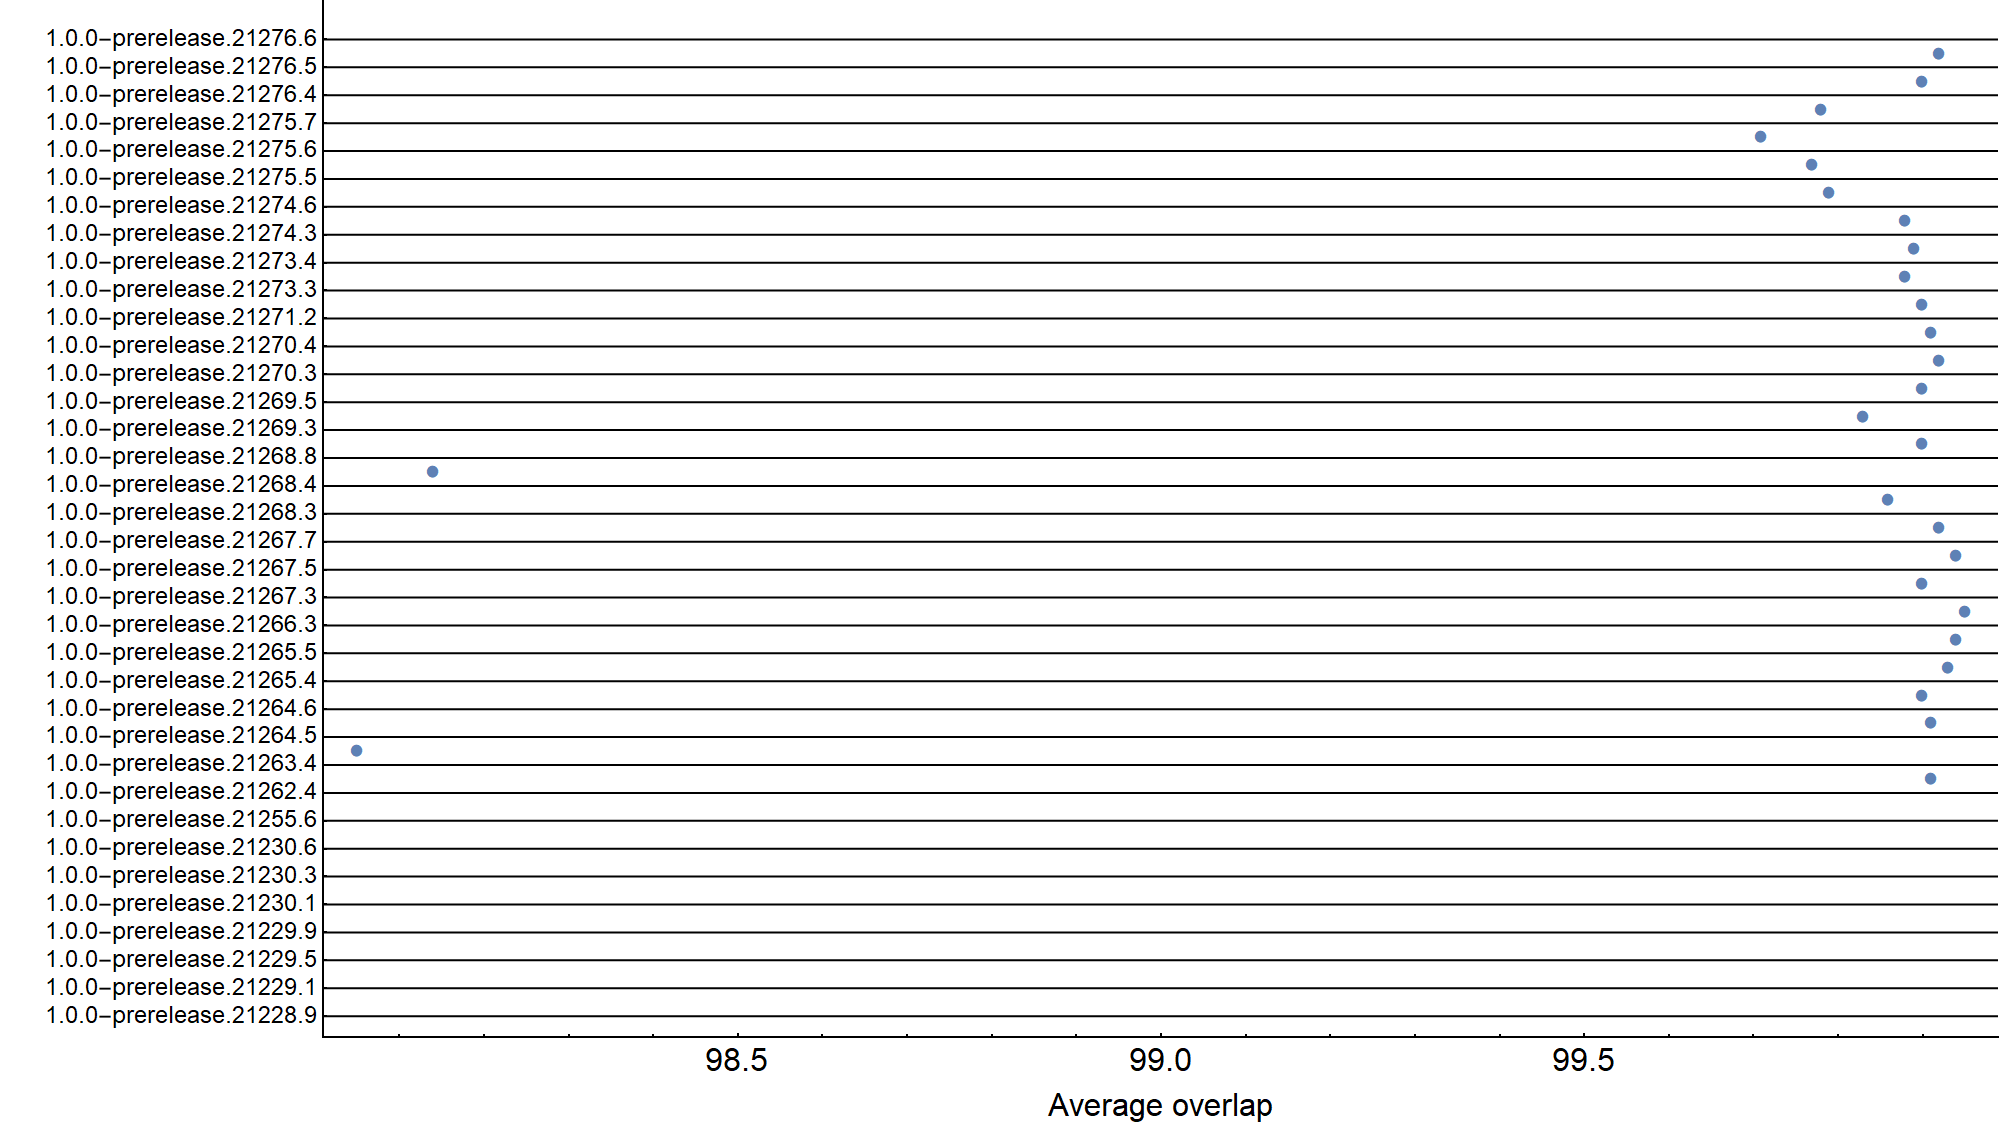 1.0.0−prerelease.21276.6
1.0.0−prerelease.21276.5
1.0.0−prerelease.21276.4
1.0.0−prerelease.21275.7
1.0.0−prerelease.21275.6
1.0.0−prerelease.21275.5
1.0.0−prerelease.21274.6
1.0.0−prerelease.21274.3
1.0.0−prerelease.21273.4
1.0.0−prerelease.21273.3
1.0.0−prerelease.21271.2
1.0.0−prerelease.21270.4
1.0.0−prerelease.21270.3
1.0.0−prerelease.21269.5
1.0.0−prerelease.21269.3
1.0.0−prerelease.21268.8
1.0.0−prerelease.21268.4
1.0.0−prerelease.21268.3
1.0.0−prerelease.21267.7
1.0.0−prerelease.21267.5
1.0.0−prerelease.21267.3
1.0.0−prerelease.21266.3
1.0.0−prerelease.21265.5
1.0.0−prerelease.21265.4
1.0.0−prerelease.21264.6
1.0.0−prerelease.21264.5
1.0.0−prerelease.21263.4
1.0.0−prerelease.21262.4
1.0.0−prerelease.21255.6
1.0.0−prerelease.21230.6
1.0.0−prerelease.21230.3
1.0.0−prerelease.21230.1
1.0.0−prerelease.21229.9
1.0.0−prerelease.21229.5
1.0.0−prerelease.21229.1
1.0.0−prerelease.21228.9
98.5 99.0 99.5
Average overlap